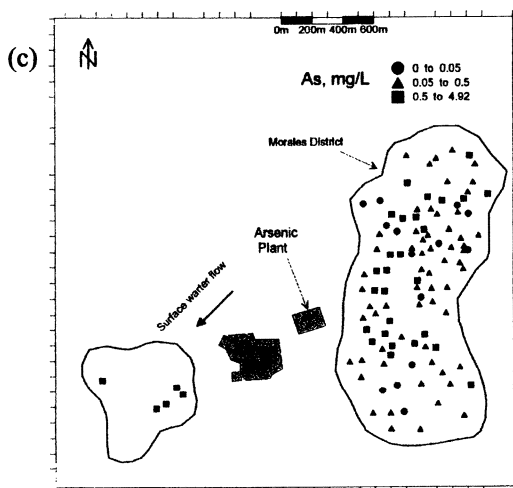 (c)
N
0m 200m 400m 600m
As, mg/L
0 to 0.05
0.05 to 0.5
0.5 to 4.92
Morales District
Arsenic
Plant
Surface warter flow